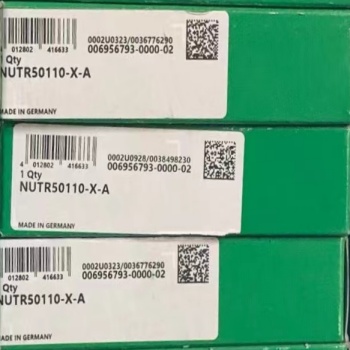 012802 416633
0002U0323/0036776290
006956793-0000-02
1 Qty
NUTR50110-X-A
MADE IN GERMANY
4 012802 416633
0002U0928/0038498230
006956793-0000-02
1 Qty
NUTR50110-X-A
MADE IN GERMANY
012802 416633
0002U0323/0036776290
006956793-0000-02
Qty
NUTR50110-X-A
MADE IN GERMANY